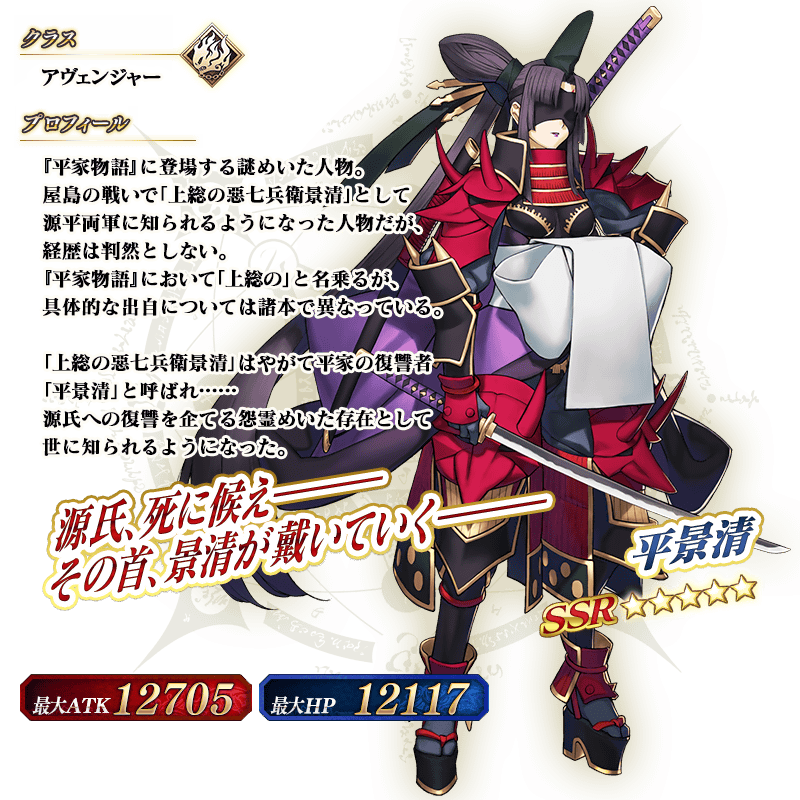 クラス
アヴェンジャー
プロフィール
『平家物語』に登場する謎めいた人物。
屋島の戦いで「上総の悪七兵衛景清」として
源平両軍に知られるようになった人物だが、
経歴は判然としない。
『平家物語』において「上総の」と名乗るが、
具体的な出自については諸本で異なっている。
「上総の悪七兵衛景清」はやがて平家の復讐者
「平景清」と呼ばれ……
源氏への復讐を企てる怨霊めいた存在として
世に知られるようになった。
源氏、死に候え――
その首、景清が戴いていく――
平景清
SSR ☆☆☆☆☆
最大ATK 12705
最大HP 12117